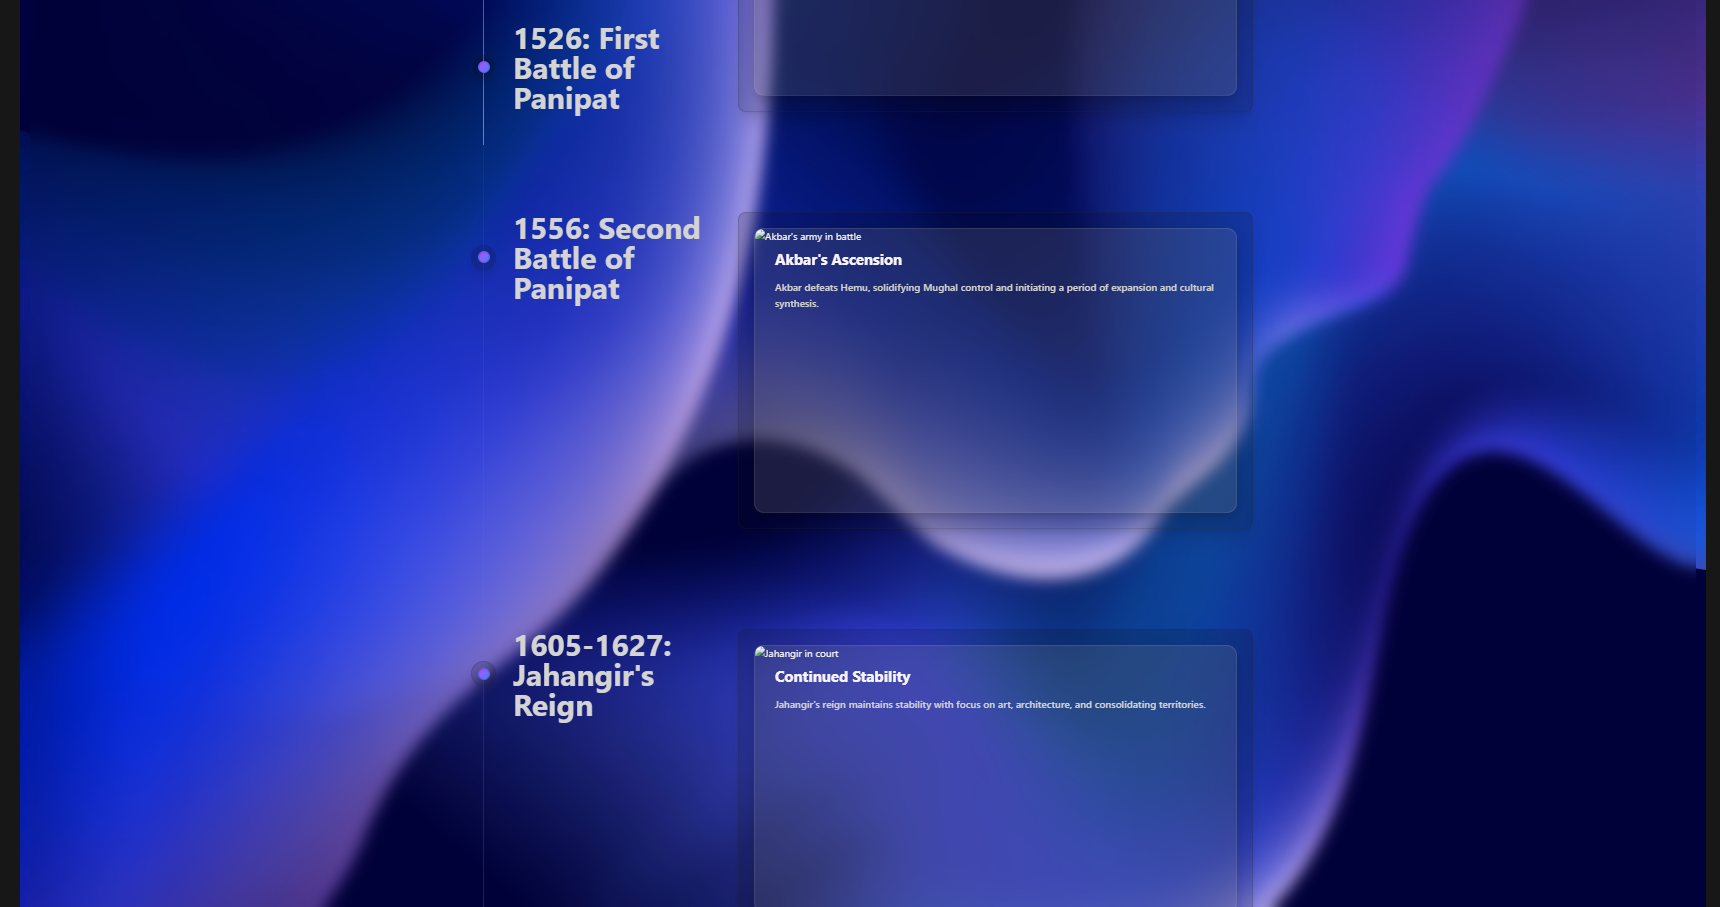 1526: First
Battle of
Panipat
1556: Second
Battle of
Panipat
Akbar's army in battle
Akbar's Ascension
Akbar defeats Hemu, solidifying Mughal control and initiating a period of expansion and cultural
synthesis.
1605-1627:
Jahangir's
Reign
Jahangir in court
Continued Stability
Jahangir's reign maintains stability with focus on art, architecture, and consolidating territories.